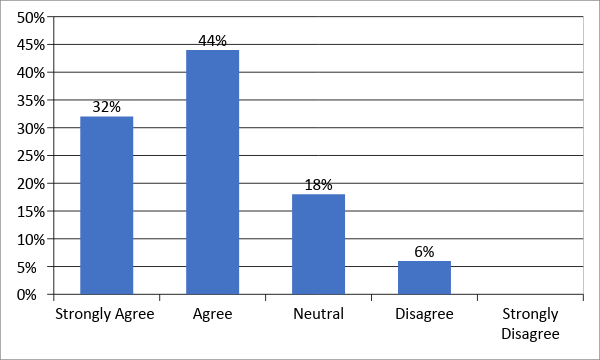 50%
45%
44%
40%
35%
32%
30%
25%
20%
18%
15%
10%
6%
5%
0%
Strongly Agree
Agree
Neutral
Disagree
Strongly
Disagree